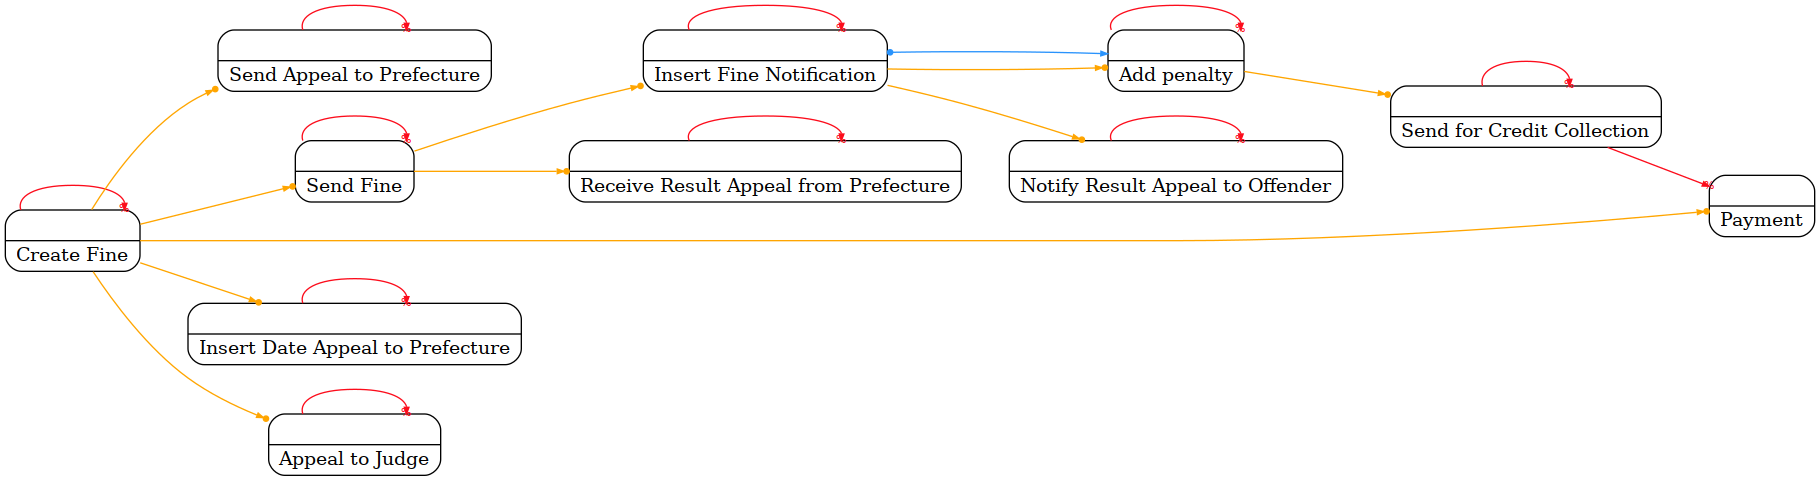 Send Appeal to Prefecture
Insert Fine Notification
Add penalty
Send for Credit Collection
Send Fine
Receive Result Appeal from Prefecture
Notify Result Appeal to Offender
Payment
Create Fine
Insert Date Appeal to Prefecture
Appeal to Judge